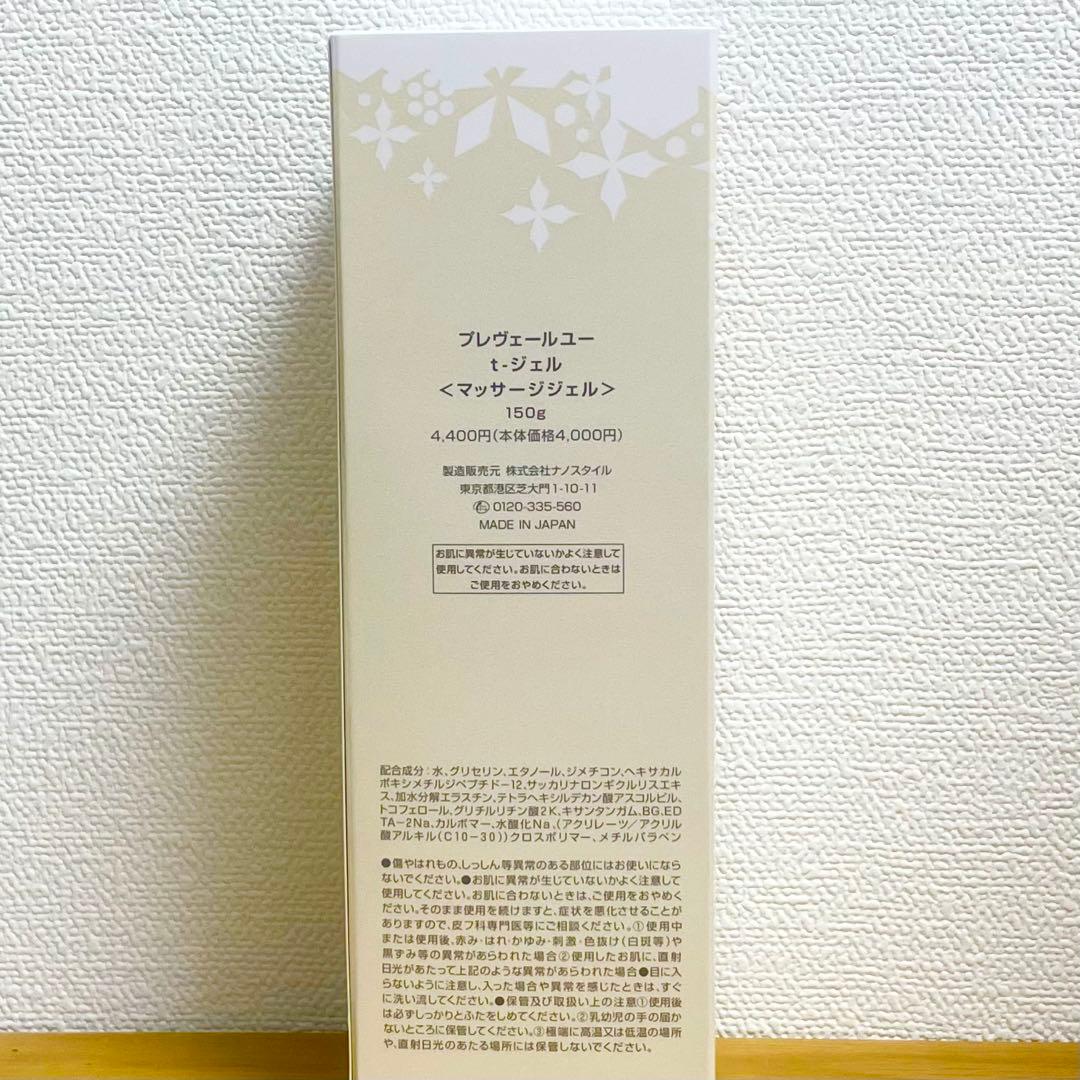 プレヴェールユー
t-ジェル
＜マッサージジェル＞
150g
4,400円(本体価格4,000円)
製造販売元 株式会社ナノスタイル
東京都港区芝大門1-10-11
0120-335-560
MADE IN JAPAN
お肌に異常が生じていないかよく注意して
使用してください。お肌に合わないときは
ご使用をおやめください。
配合成分：水、グリセリン、エタノール、ジメチコン、ヘキサカル
ボキシメチルジペプチド-12、サッカリナロンギクルリスエキ
ス、加水分解エラスチン、テトラヘキシルデカン酸アスコルビル、
トコフェロール、グリチルリチン酸2K、キサンタンガム、BG、ED
TA-2Na、カルボマー、水酸化Na、(アクリレーツ／アクリル
酸アルキル(C10-30))クロスポリマー、メチルパラベン
●傷やはれもの、しっしん等異常のある部位にはお使いになら
ないでください。●お肌に異常が生じていないかよく注意して
使用してください。お肌に合わないときは、ご使用をおやめく
ださい。そのまま使用を続けますと、症状を悪化させることが
ありますので、皮フ科専門医等にご相談ください。①使用中
または使用後、赤み・はれ・かゆみ・刺激・色抜け(白斑等)や
黒ずみ等の異常があらわれた場合②使用したお肌に、直射
日光があたって上記のような異常があらわれた場合●目に入
らないように注意し、入った場合や異常を感じたときは、すぐ
に洗い流してください。●保管及び取扱い上の注意①使用後
は必ずしっかりとふたをしめてください。②乳幼児の手の届か
ないところに保管してください。③極端に高温又は低温の場所
や、直射日光のあたる場所には保管しないでください。